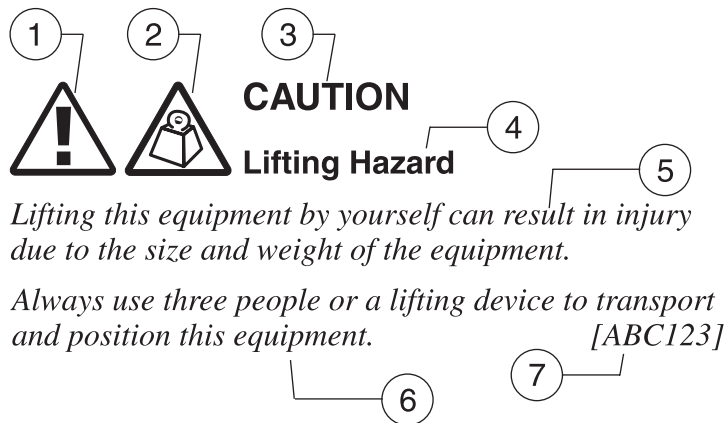 1
2
3
CAUTION
4
Lifting Hazard
5
Lifting this equipment by yourself can result in injury
due to the size and weight of the equipment.
Always use three people or a lifting device to transport
and position this equipment. [ABC123]
6
7